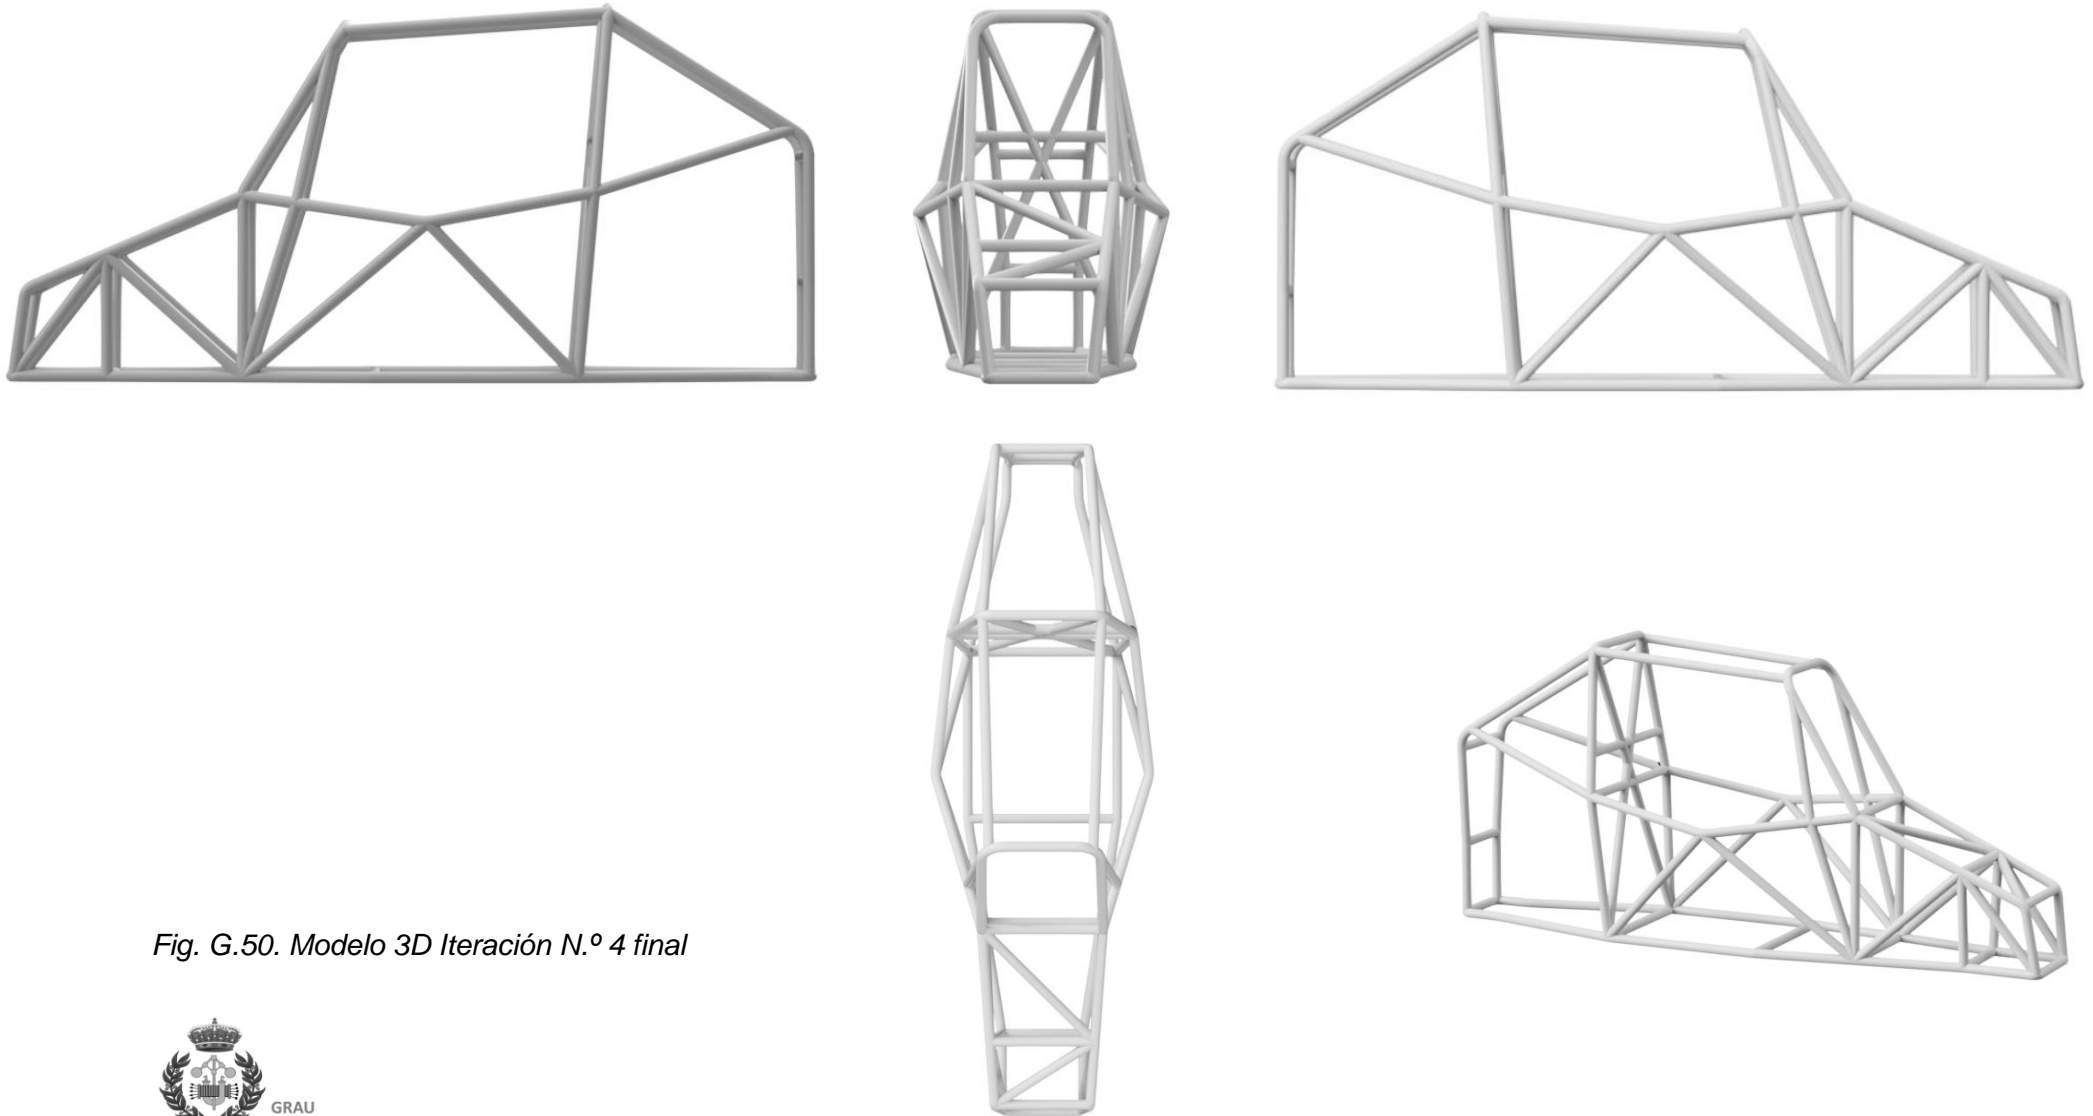 Fig. G.50. Modelo 3D Iteración N.º 4 final
GRAU